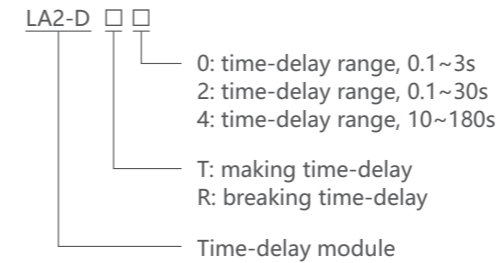 LA2-D □ □
0: time-delay range, 0.1~3s
2: time-delay range, 0.1~30s
4: time-delay range, 10~180s
T: making time-delay
R: breaking time-delay
Time-delay module